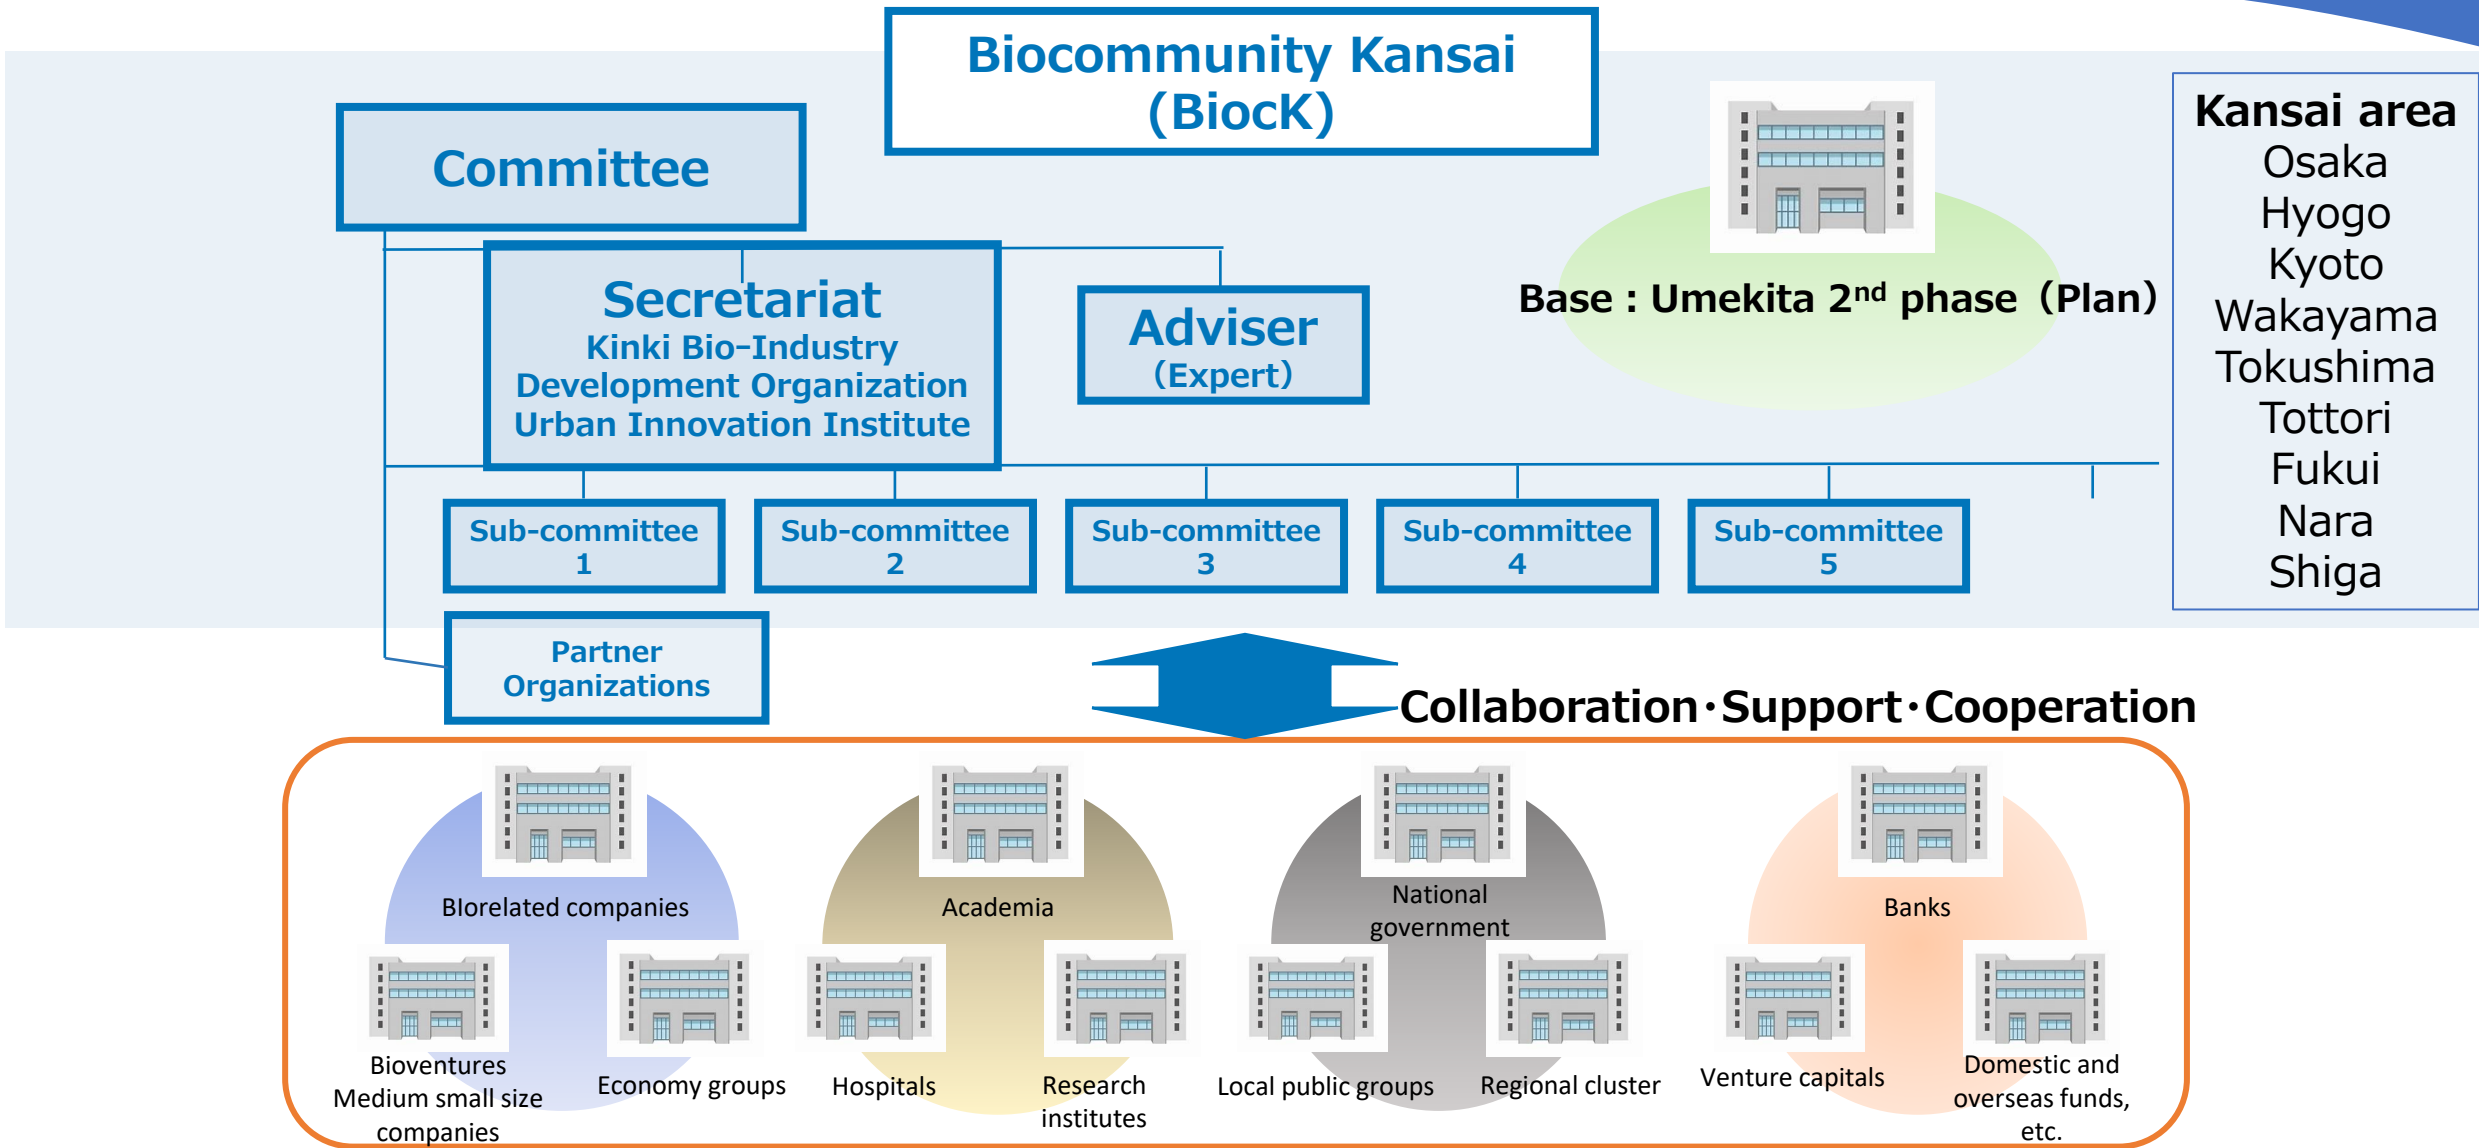 Biocommunity Kansai
(BiocK)
Committee
Secretariat
Kinki Bio-Industry
Development Organization
Urban Innovation Institute
Adviser
（Expert）
Base : Umekita 2nd phase（Plan）
Kansai area
Osaka
Hyogo
Kyoto
Wakayama
Tokushima
Tottori
Fukui
Nara
Shiga
Sub-committee
1
Sub-committee
2
Sub-committee
3
Sub-committee
4
Sub-committee
5
Partner
Organizations
Collaboration･Support･Cooperation
BIorelated companies
Bioventures
Medium small size
companies
Economy groups
Academia
Hospitals
Research
institutes
National
government
Local public groups
Regional cluster
Banks
Venture capitals
Domestic and
overseas funds,
etc.